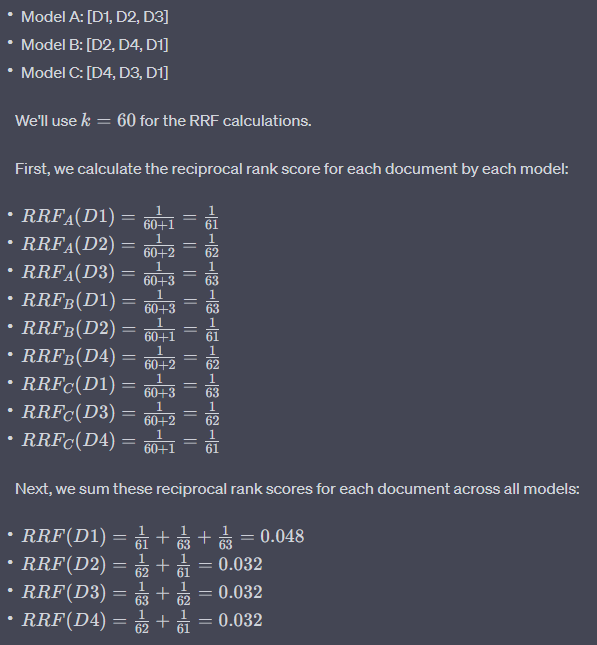 • Model A: [D1, D2, D3]
• Model B: [D2, D4, D1]
• Model C: [D4, D3, D1]
We'll use $k = 60$ for the RRF calculations.
First, we calculate the reciprocal rank score for each document by each model:
• $RRF_A(D1) = \frac{1}{60+1} = \frac{1}{61}$
• $RRF_A(D2) = \frac{1}{60+2} = \frac{1}{62}$
• $RRF_A(D3) = \frac{1}{60+3} = \frac{1}{63}$
• $RRF_B(D1) = \frac{1}{60+3} = \frac{1}{63}$
• $RRF_B(D2) = \frac{1}{60+1} = \frac{1}{61}$
• $RRF_B(D4) = \frac{1}{60+2} = \frac{1}{62}$
• $RRF_C(D1) = \frac{1}{60+3} = \frac{1}{63}$
• $RRF_C(D3) = \frac{1}{60+2} = \frac{1}{62}$
• $RRF_C(D4) = \frac{1}{60+1} = \frac{1}{61}$
Next, we sum these reciprocal rank scores for each document across all models:
• $RRF(D1) = \frac{1}{61} + \frac{1}{63} + \frac{1}{63} = 0.048$
• $RRF(D2) = \frac{1}{62} + \frac{1}{61} = 0.032$
• $RRF(D3) = \frac{1}{63} + \frac{1}{62} = 0.032$
• $RRF(D4) = \frac{1}{62} + \frac{1}{61} = 0.032$